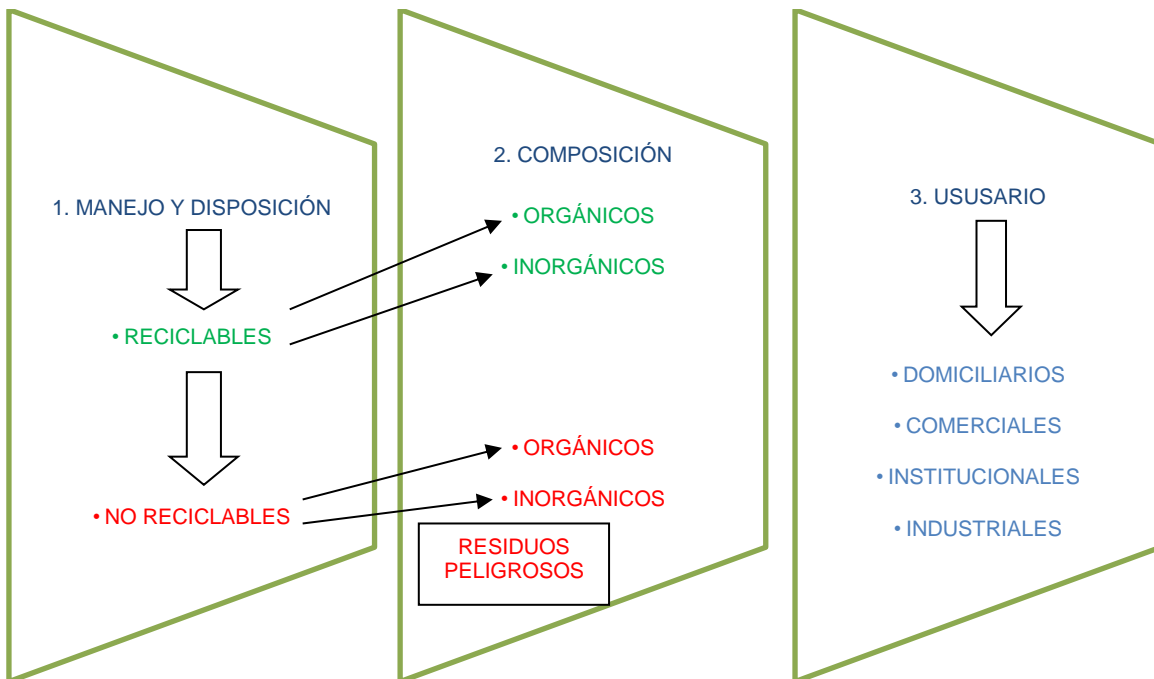 1. MANEJO Y DISPOSICIÓN
• RECICLABLES
• NO RECICLABLES
2. COMPOSICIÓN
• ORGÁNICOS
• INORGÁNICOS
• ORGÁNICOS
• INORGÁNICOS
RESIDUOS
PELIGROSOS
3. USUSARIO
• DOMICILIARIOS
• COMERCIALES
• INSTITUCIONALES
• INDUSTRIALES